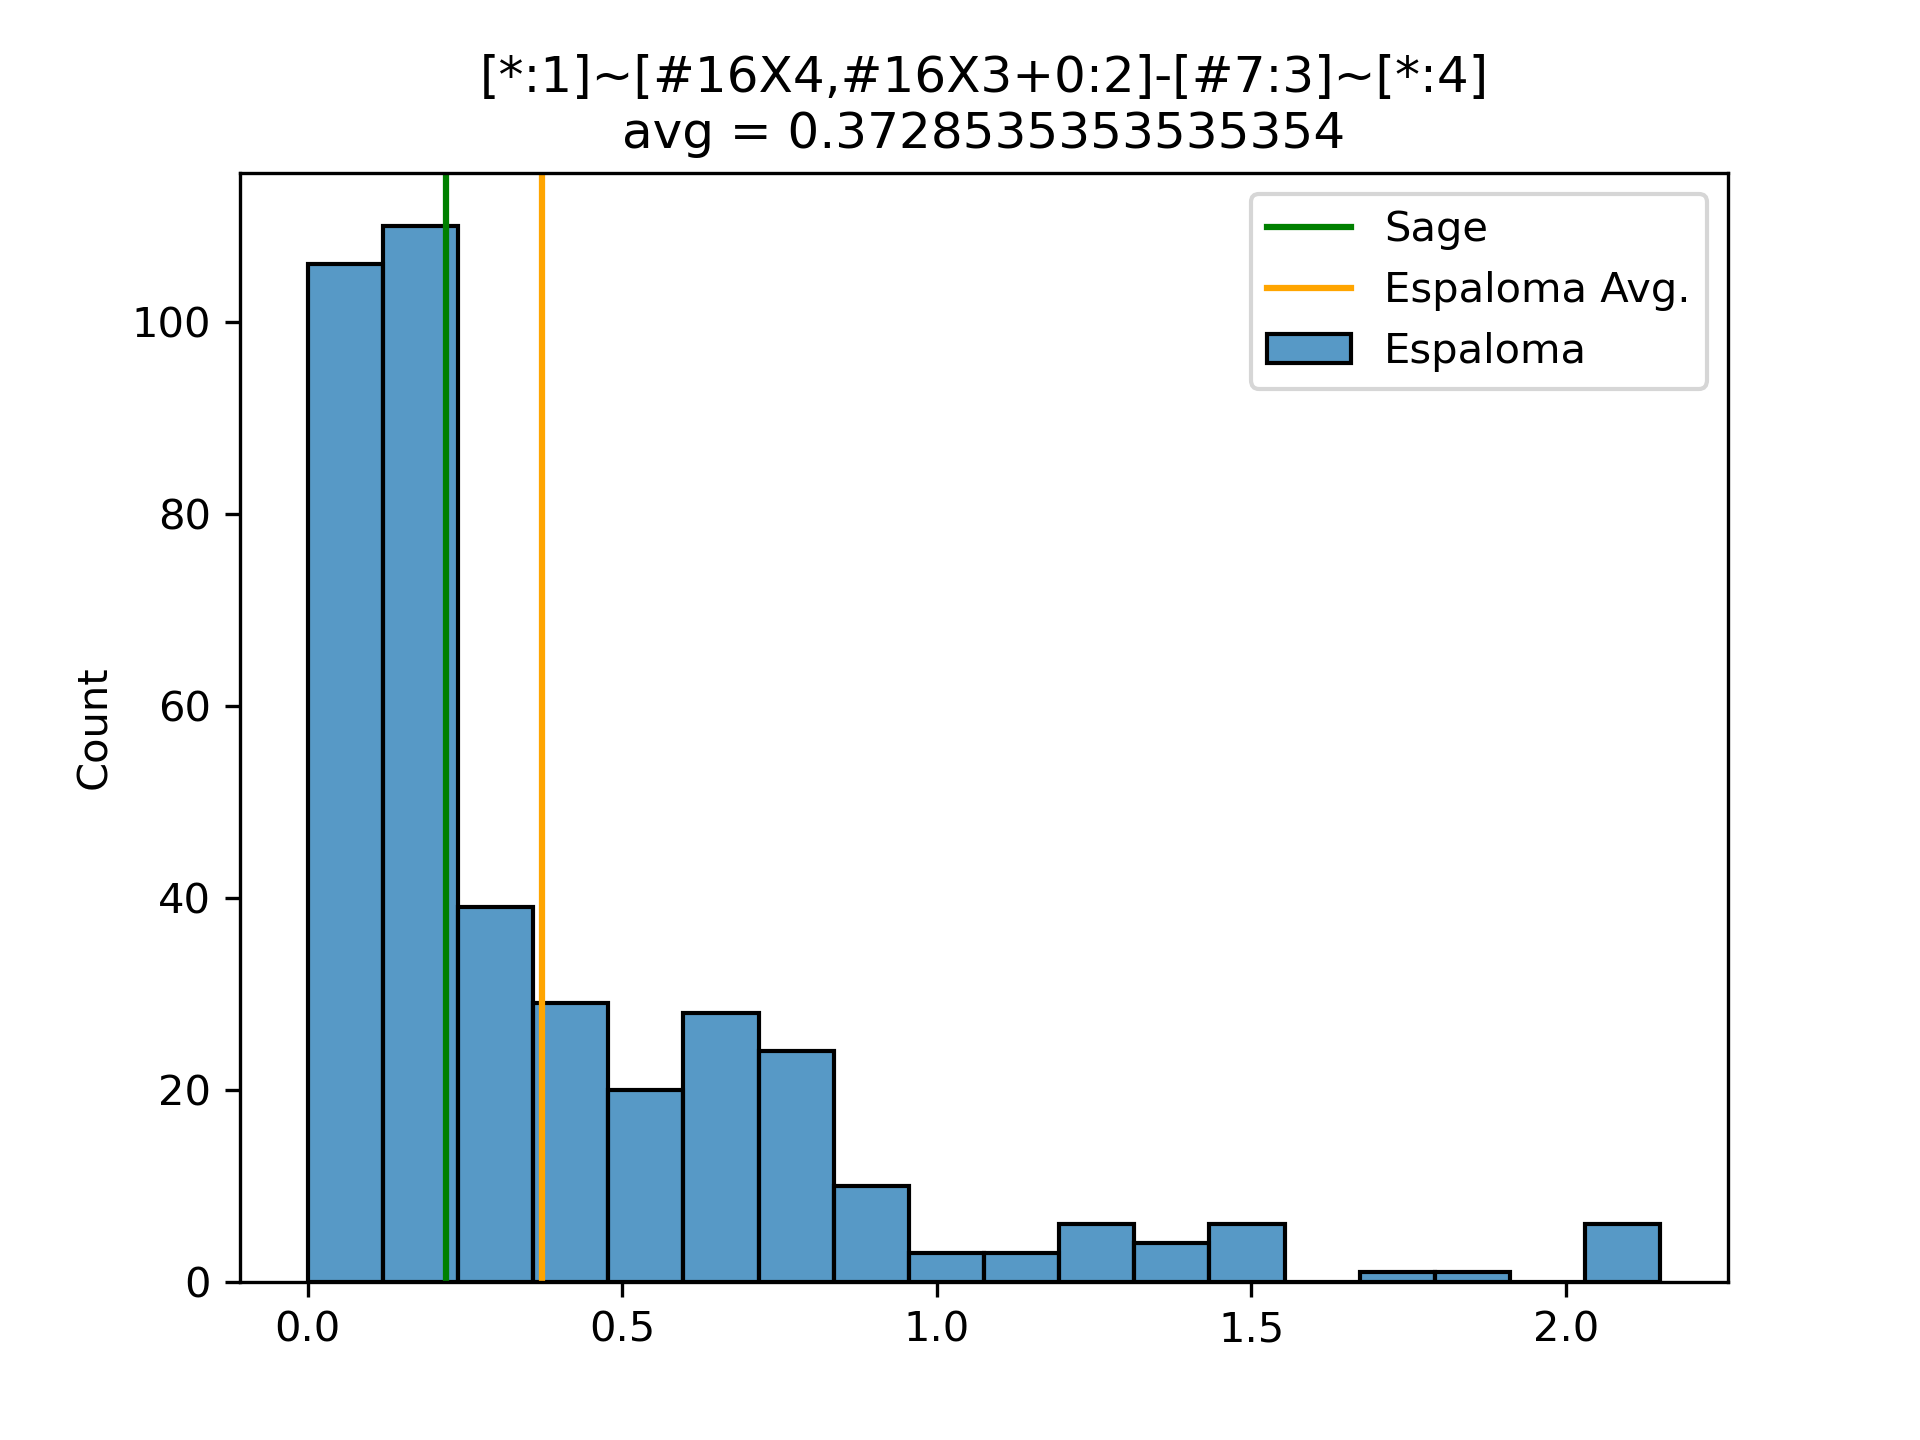 [*:1]~[#16X4,#16X3+0:2]-[#7:3]~[*:4]
avg = 0.3728535353535354
Sage
Espaloma Avg.
Espaloma
Count
100
80
60
40
20
0
0.0 0.5 1.0 1.5 2.0